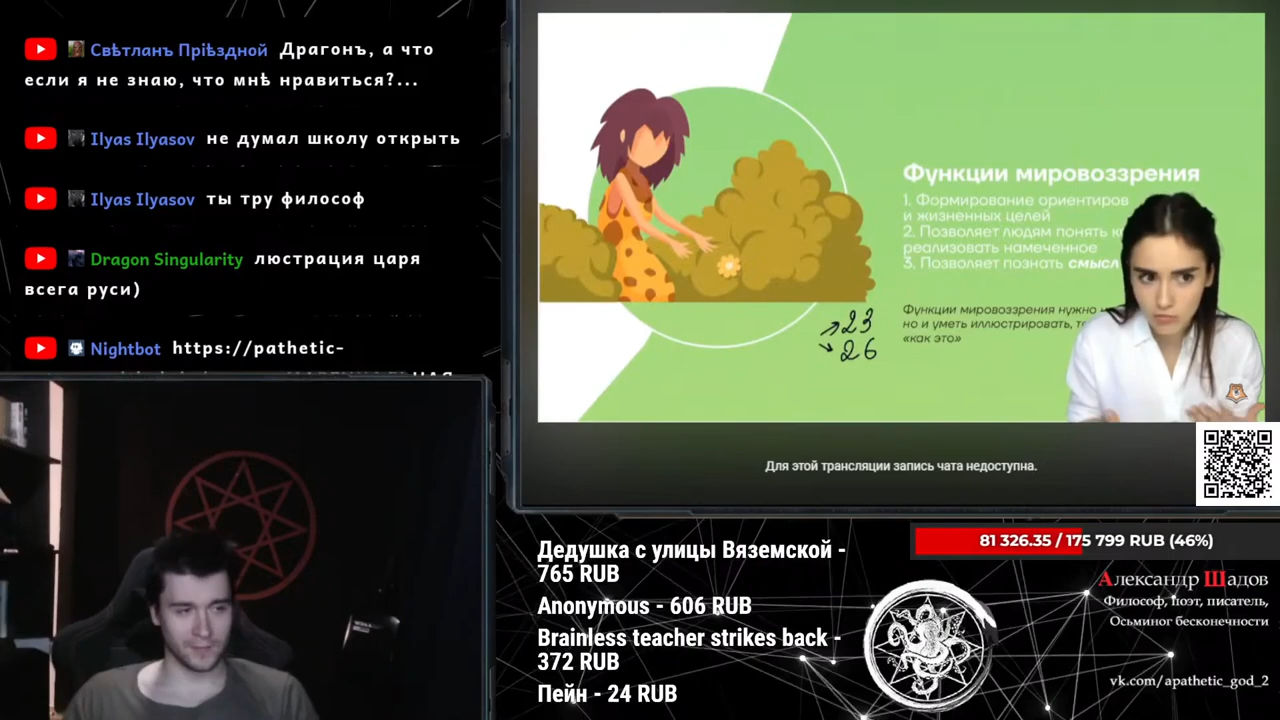 Свѣтланъ Пріѣздной Драгонъ, а что
если я не знаю, что мнѣ нравиться?...
Ilyas Ilyasov не думал школу открыть
Ilyas Ilyasov ты тру философ
Dragon Singularity люстрация царя
всега руси)
Nightbot https://pathetic-
Функции мировоззрения
1. Формирование ориентиров
и жизненных целей
2. Позволяет людям понять
реализовать намеченное
3. Позволяет познать смысл
Функции мировоззрения нужно
но и уметь иллюстрировать,
«как это»
23
26
Для этой трансляции запись чата недоступна.
81 326.35 / 175 799 RUB (46%)
Дедушка с улицы Вяземской -
765 RUB
Anonymous - 606 RUB
Brainless teacher strikes back -
372 RUB
Пейн - 24 RUB
Александр Шадов
Философ, поэт, писатель,
Осьминог бесконечности
vk.com/apathetic_god_2